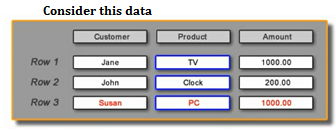 Consider this data
Customer Product Amount
Row 1 Jane TV 1000.00
Row 2 John Clock 200.00
Row 3 Susan PC 1000.00